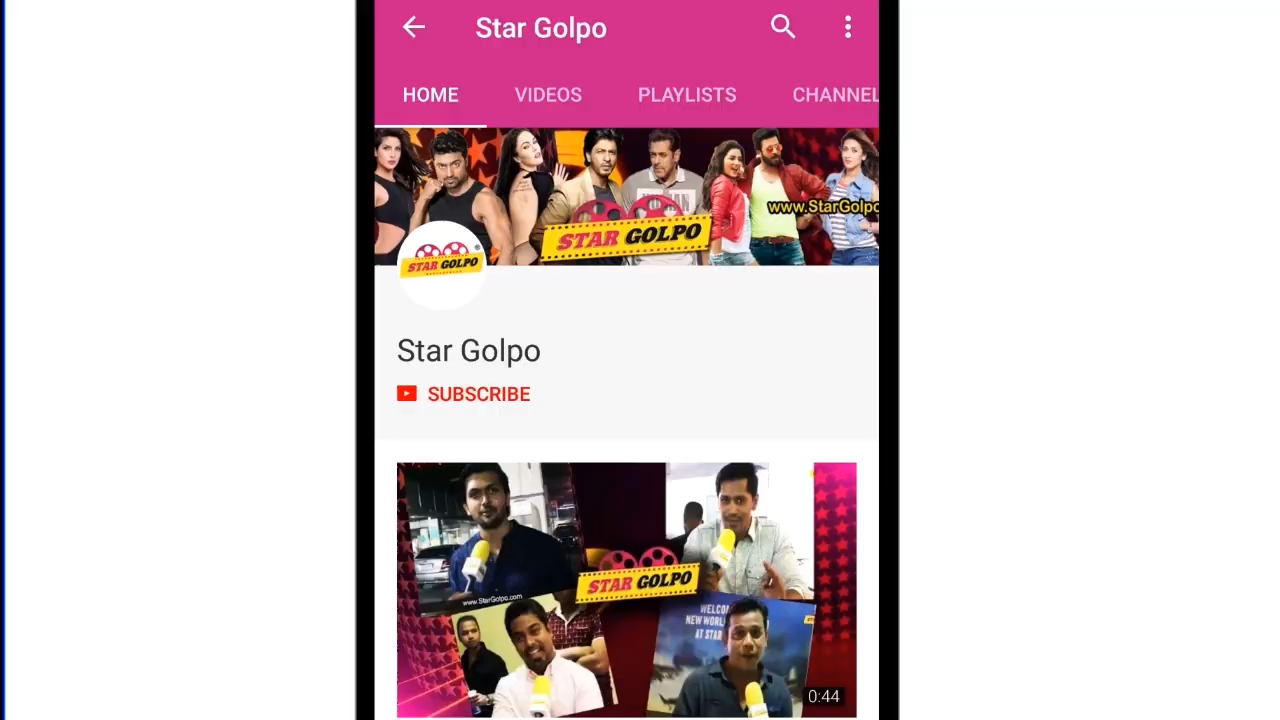 Star Golpo
HOME VIDEOS PLAYLISTS CHANNEL
www.StarGolpo
STAR GOLPO
STAR GOLPO
Star Golpo
SUBSCRIBE
STAR GOLPO
www.StarGolpo.com
WELCO
NEW WORL
AT STAR
0:44